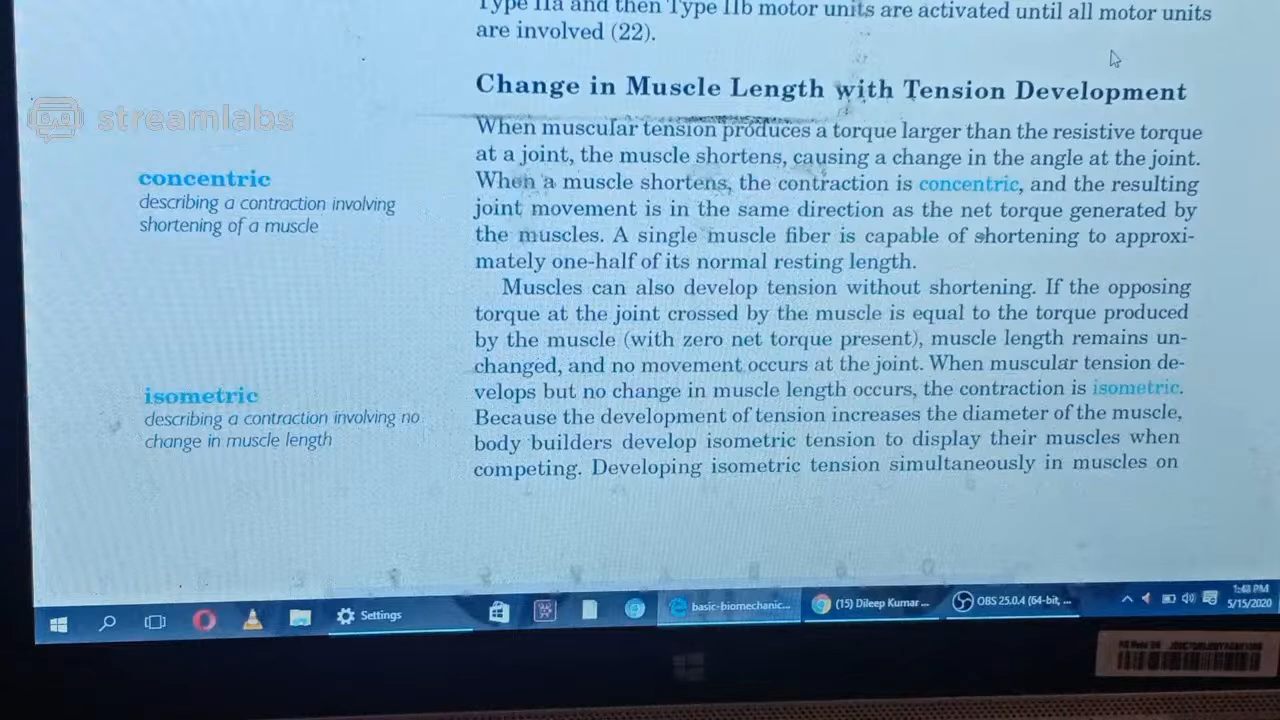 Type IIa and then Type IIb motor units are activated until all motor units
are involved (22).
Change in Muscle Length with Tension Development
streamlabs
When muscular tension produces a torque larger than the resistive torque
at a joint, the muscle shortens, causing a change in the angle at the joint.
When a muscle shortens, the contraction is concentric, and the resulting
joint movement is in the same direction as the net torque generated by
the muscles. A single muscle fiber is capable of shortening to approxi-
mately one-half of its normal resting length.
concentric
describing a contraction involving
shortening of a muscle
Muscles can also develop tension without shortening. If the opposing
torque at the joint crossed by the muscle is equal to the torque produced
by the muscle (with zero net torque present), muscle length remains un-
changed, and no movement occurs at the joint. When muscular tension de-
velops but no change in muscle length occurs, the contraction is isometric.
Because the development of tension increases the diameter of the muscle,
body builders develop isometric tension to display their muscles when
competing. Developing isometric tension simultaneously in muscles on
isometric
describing a contraction involving no
change in muscle length
Settings
basic-biomechanic...
(15) Dileep Kumar ...
OBS 25.0.4 (64-bit, ...
1:48 PM
5/15/2020